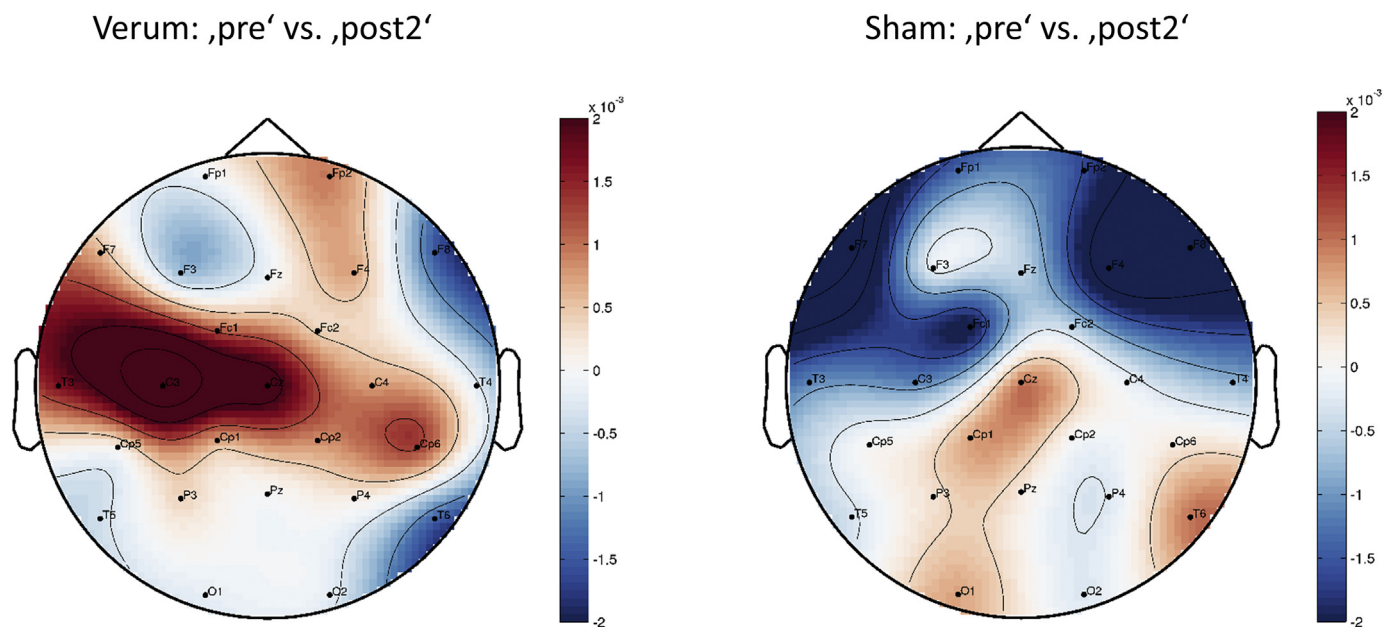 Verum: ‚pre‘ vs. ‚post2‘
x 10-3
Fp1 Fp2
F7 F3 Fz F4 F8
Fc1 Fc2
T3 C3 Cz C4 T4
Cp5 Cp1 Cp2 Cp6
T5 P3 Pz P4 T6
O1 O2
2
1.5
1
0.5
0
-0.5
-1
-1.5
-2
Sham: ‚pre‘ vs. ‚post2‘
x 10-3
Fp1 Fp2
F7 F3 Fz F4 F8
Fc1 Fc2
T3 C3 Cz C4 T4
Cp5 Cp1 Cp2 Cp6
T5 P3 Pz P4 T6
O1 O2
2
1.5
1
0.5
0
-0.5
-1
-1.5
-2